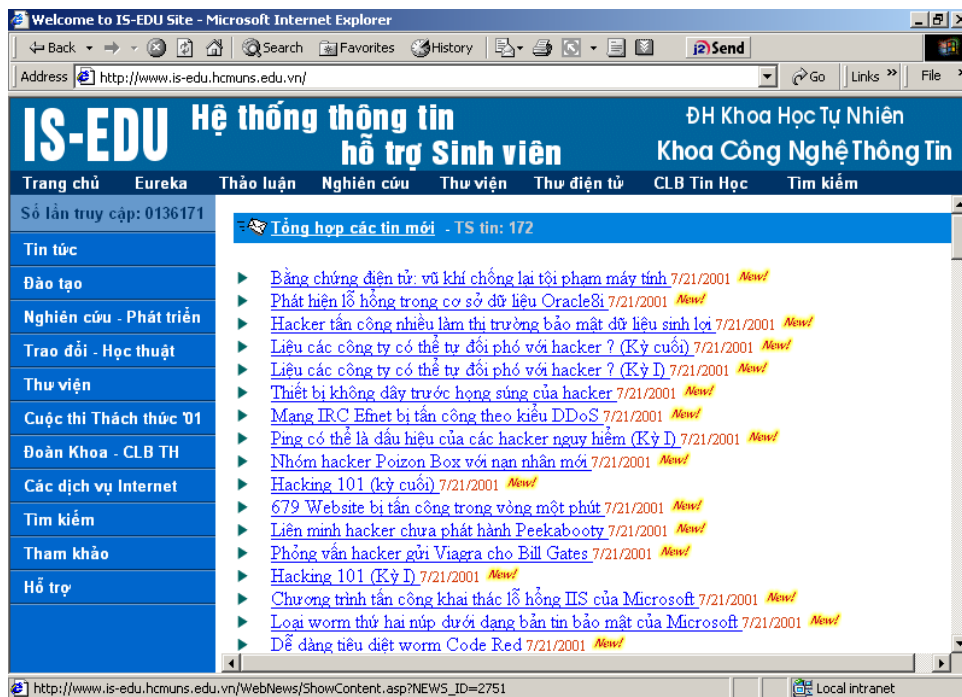 Welcome to IS-EDU Site - Microsoft Internet Explorer
Back Search Favorites History Send
Address http://www.is-edu.hcmuns.edu.vn/ Go Links » File
IS-EDU
Hệ thống thông tin
hỗ trợ Sinh viên
ĐH Khoa Học Tự Nhiên
Khoa Công Nghệ Thông Tin
Trang chủ Eureka Thảo luận Nghiên cứu Thư viện Thư điện tử CLB Tin Học Tìm kiếm
Số lần truy cập: 0136171
Tin tức
Đào tạo
Nghiên cứu - Phát triển
Trao đổi - Học thuật
Thư viện
Cuộc thi Thách thức '01
Đoàn Khoa - CLB TH
Các dịch vụ Internet
Tìm kiếm
Tham khảo
Hỗ trợ
Tổng hợp các tin mới - TS tin: 172
Bằng chứng điện tử: vũ khí chống lại tội phạm máy tính 7/21/2001 New!
Phát hiện lỗ hổng trong cơ sở dữ liệu Oracle8i 7/21/2001 New!
Hacker tấn công nhiều làm thị trường bảo mật dữ liệu sinh lợi 7/21/2001 New!
Liệu các công ty có thể tự đối phó với hacker ? (Kỳ cuối) 7/21/2001 New!
Liệu các công ty có thể tự đối phó với hacker ? (Kỳ I) 7/21/2001 New!
Thiết bị không dây trước họng súng của hacker 7/21/2001 New!
Mạng IRC Efnet bị tấn công theo kiểu DDoS 7/21/2001 New!
Ping có thể là dấu hiệu của các hacker nguy hiểm (Kỳ I) 7/21/2001 New!
Nhóm hacker Poizon Box với nạn nhân mới 7/21/2001 New!
Hacking 101 (kỳ cuối) 7/21/2001 New!
679 Website bị tấn công trong vòng một phút 7/21/2001 New!
Liên minh hacker chưa phát hành Peekabooty 7/21/2001 New!
Phỏng vấn hacker gửi Viagra cho Bill Gates 7/21/2001 New!
Hacking 101 (Kỳ I) 7/21/2001 New!
Chương trình tấn công khai thác lỗ hổng IIS của Microsoft 7/21/2001 New!
Loại worm thứ hai núp dưới dạng bản tin bảo mật của Microsoft 7/21/2001 New!
Dễ dàng tiêu diệt worm Code Red 7/21/2001 New!
http://www.is-edu.hcmuns.edu.vn/WebNews/ShowContent.asp?NEWS_ID=2751
Local intranet